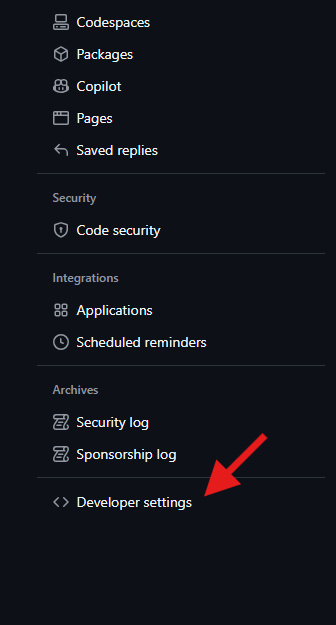 Codespaces
Packages
Copilot
Pages
Saved replies
Security
Code security
Integrations
Applications
Scheduled reminders
Archives
Security log
Sponsorship log
Developer settings